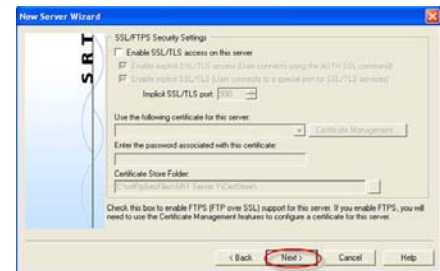 New Server Wizard
SRT
SSL/FTPS Security Settings
Enable SSL/TLS access on this server
Enable explicit SSL/TLS access (User connects using the AUTH SSL command)
Enable implicit SSL/TLS (User connects to a special port for SSL/TLS services)
Implicit SSL/TLS port: 990
Use the following certificate for this server:
Certificate Management...
Enter the password associated with this certificate:
Certificate Store Folder:
Check this box to enable FTPS (FTP over SSL) support for this server. If you enable FTPS, you will
need to use the Certificate Management features to configure a certificate for this server.
< Back
Next >
Cancel
Help